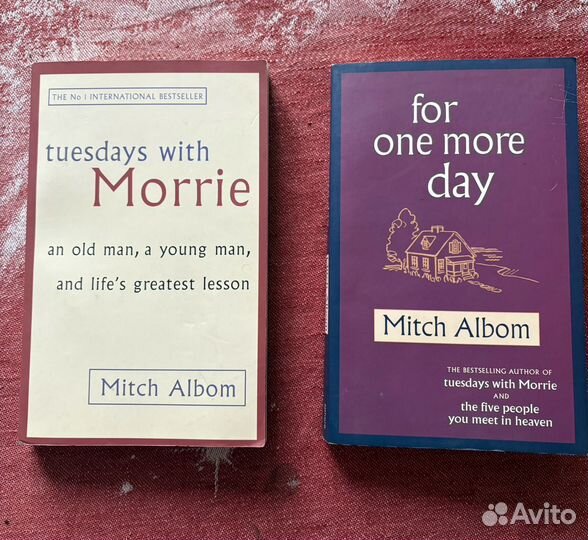 THE No 1 INTERNATIONAL BESTSELLER
tuesdays with
Morrie
an old man, a young man,
and life's greatest lesson
Mitch Albom
for
one more
day
Mitch Albom
THE BESTSELLING AUTHOR OF
tuesdays with Morrie
AND
the five people
you meet in heaven
Avito